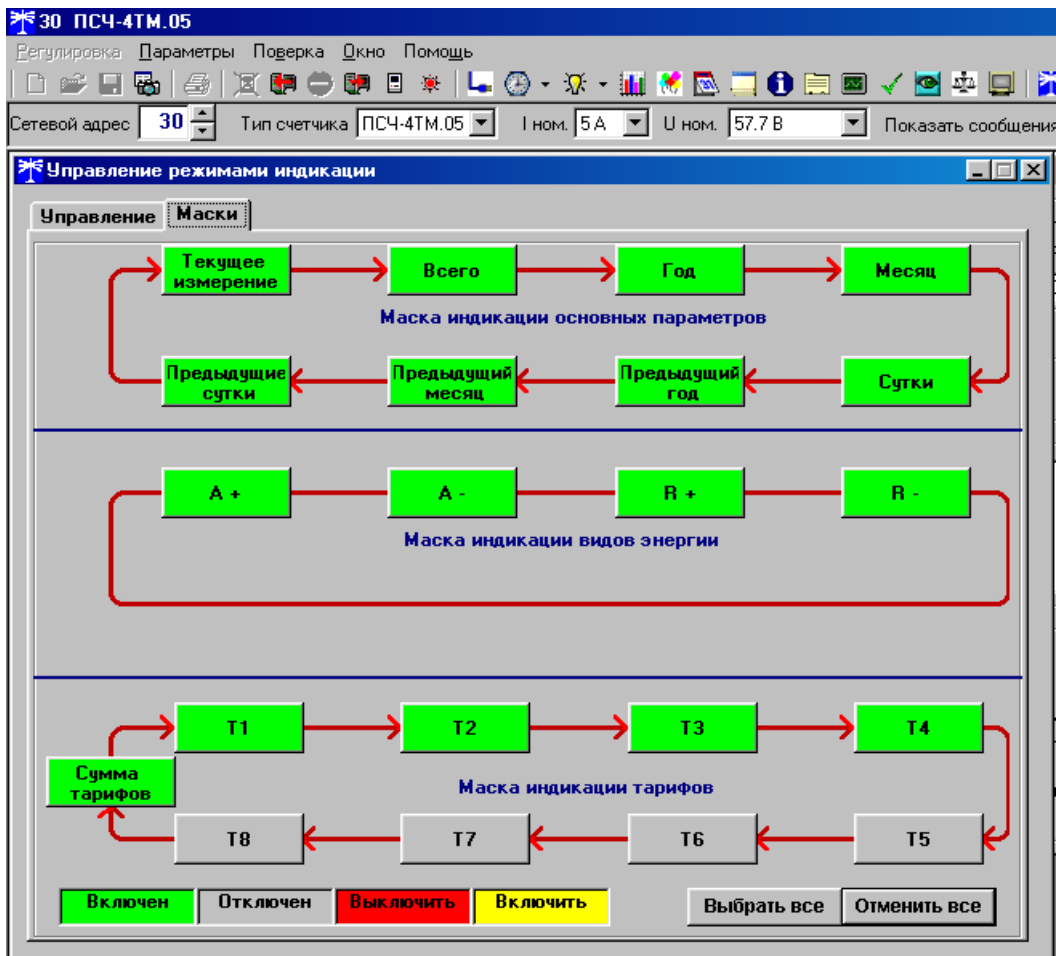 30 ПСЧ-4ТМ.05
Регулировка Параметры Поверка Окно Помощь
Сетевой адрес 30 Тип счетчика ПСЧ-4ТМ.05 I ном. 5 А U ном. 57.7 В Показать сообщения
Управление режимами индикации
Управление Маски
Текущее измерение Всего Год Месяц
Маска индикации основных параметров
Предыдущие сутки Предыдущий месяц Предыдущий год Сутки
A + A - R + R -
Маска индикации видов энергии
T1 T2 T3 T4
Сумма тарифов
Маска индикации тарифов
T8 T7 T6 T5
Включен Отключен Выключить Включить Выбрать все Отменить все